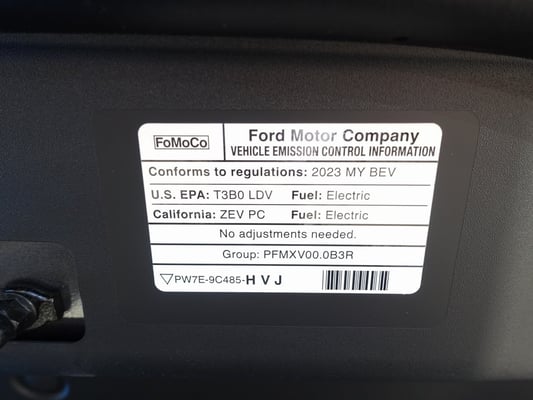 FoMoCo
Ford Motor Company
VEHICLE EMISSION CONTROL INFORMATION
Conforms to regulations: 2023 MY BEV
U.S. EPA: T3B0 LDV Fuel: Electric
California: ZEV PC Fuel: Electric
No adjustments needed.
Group: PFMXV00.0B3R
▽PW7E-9C485-H V J